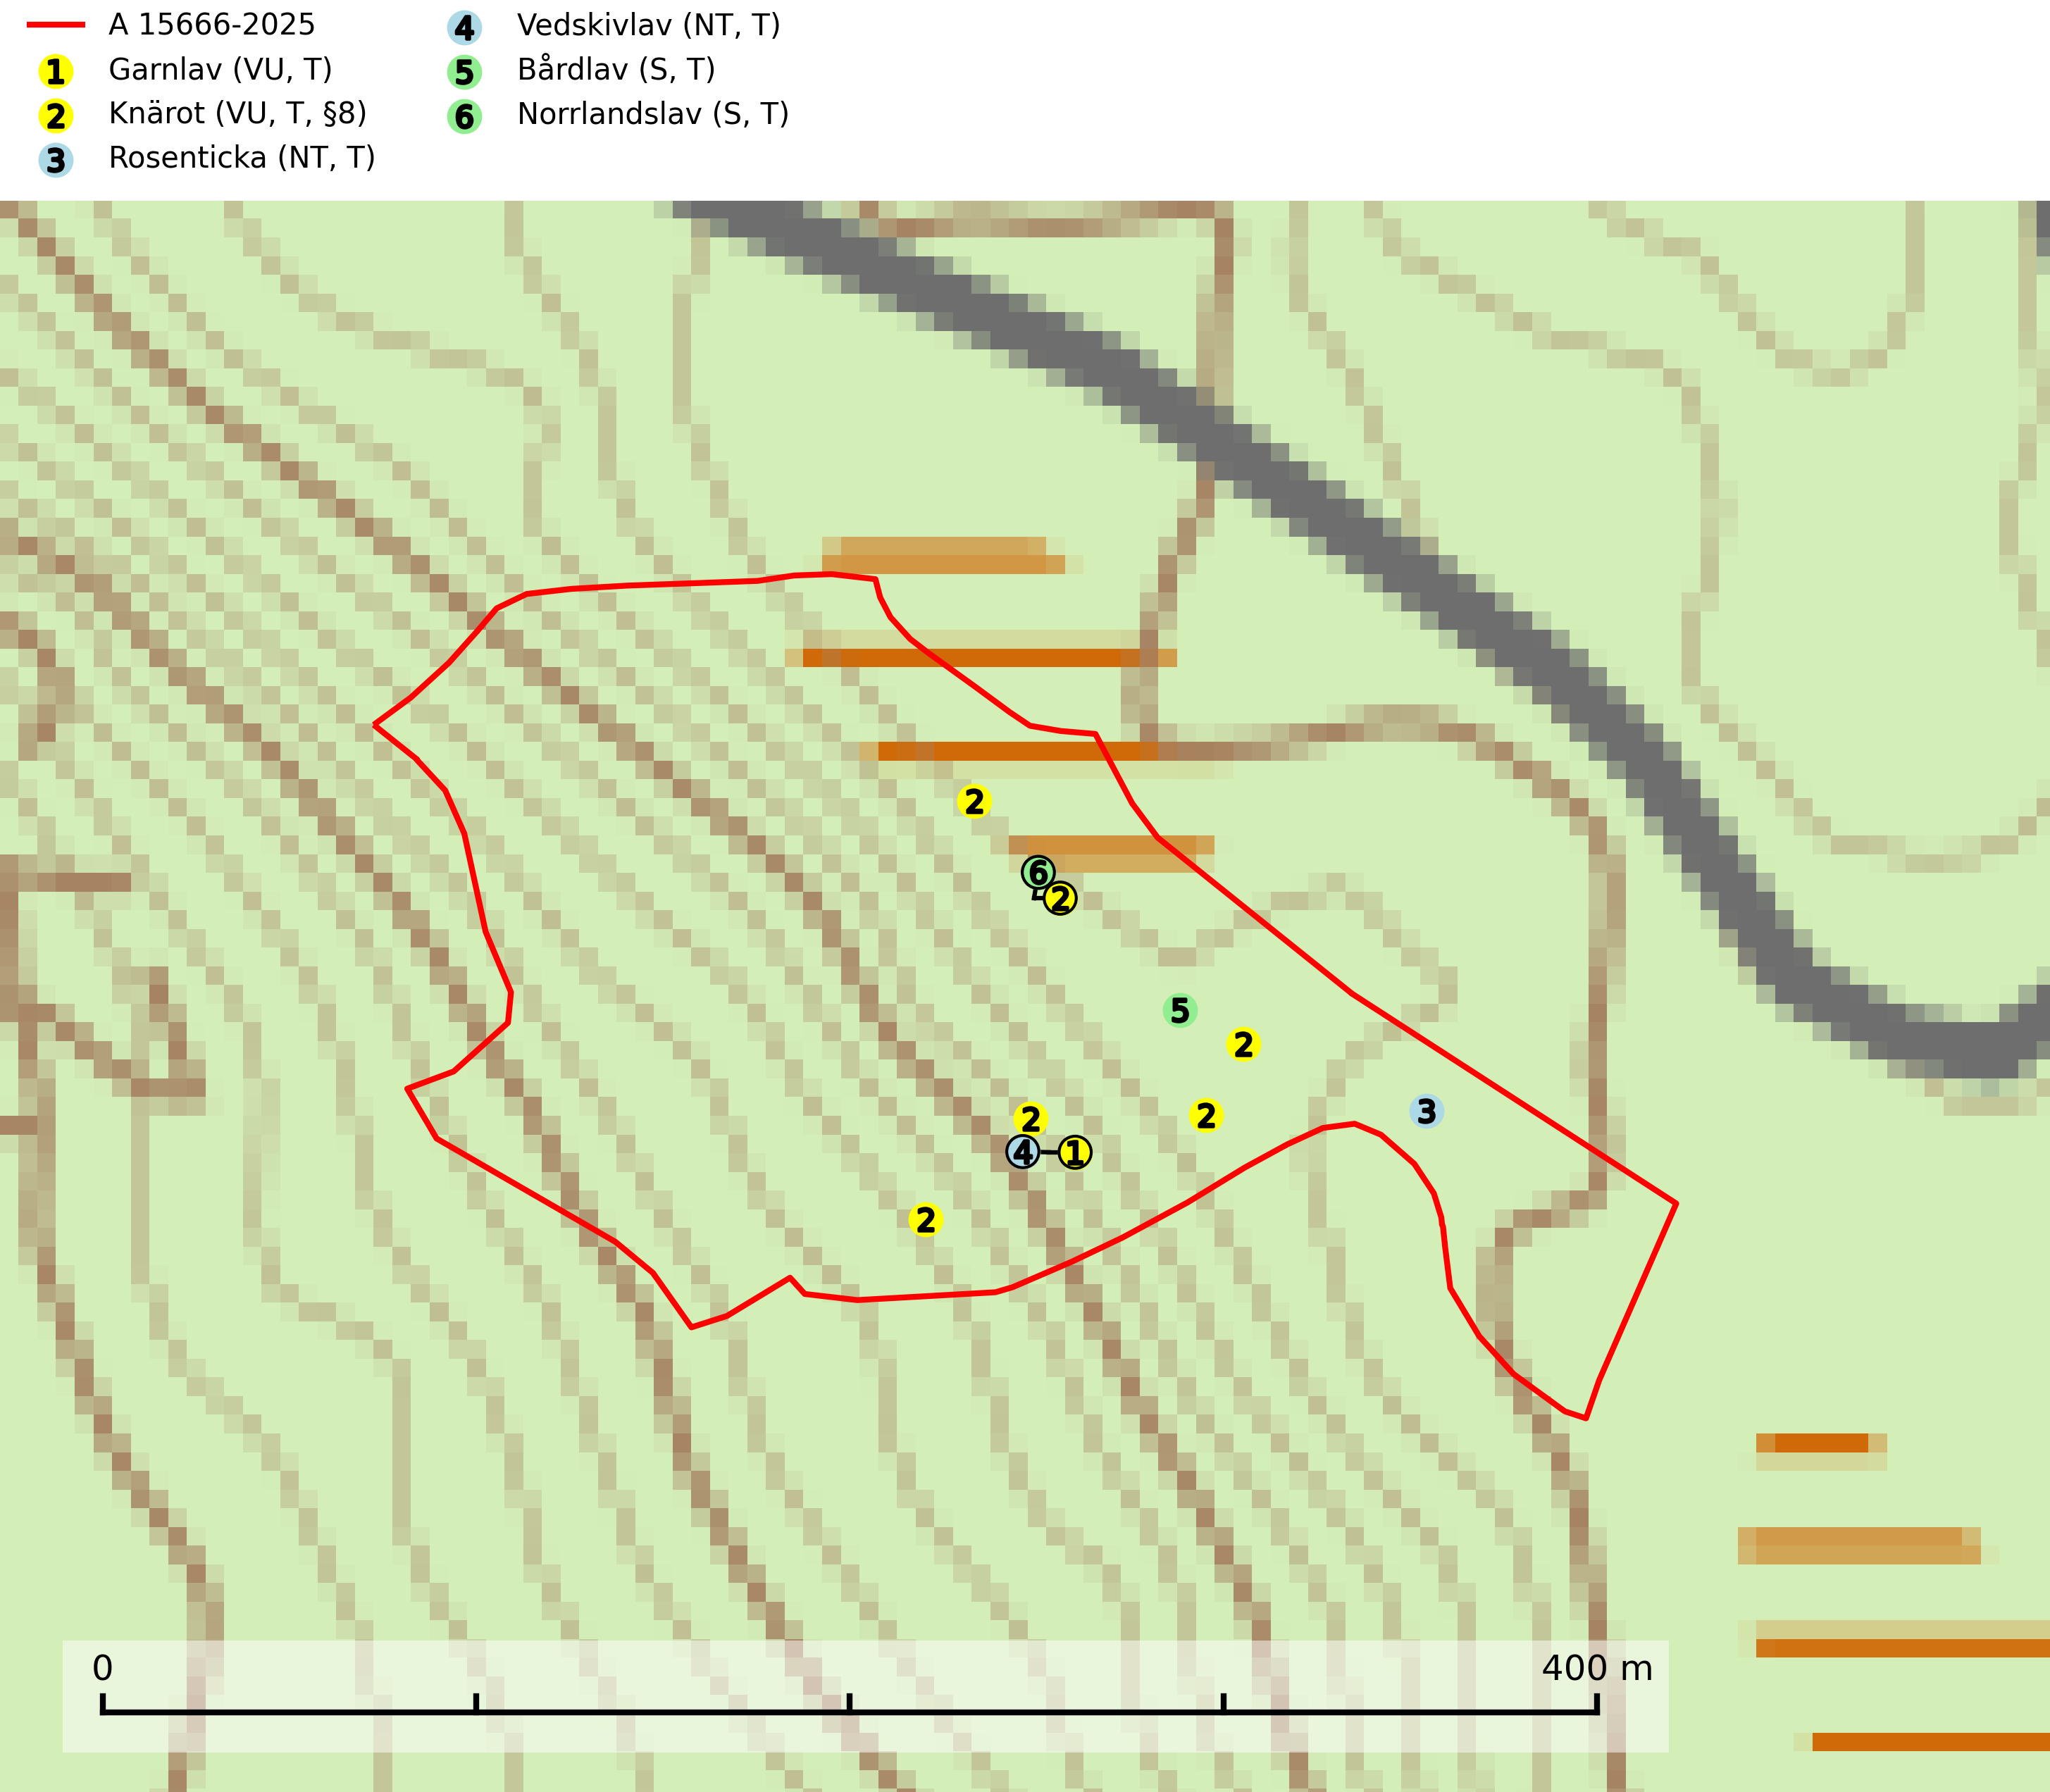 A 15666-2025
1 Garnlav (VU, T)
2 Knärot (VU, T, §8)
3 Rosenticka (NT, T)
4 Vedskivlav (NT, T)
5 Bårdlav (S, T)
6 Norrlandslav (S, T)
2
6
2
5
2
2
2
3
4 1
2
0 400 m